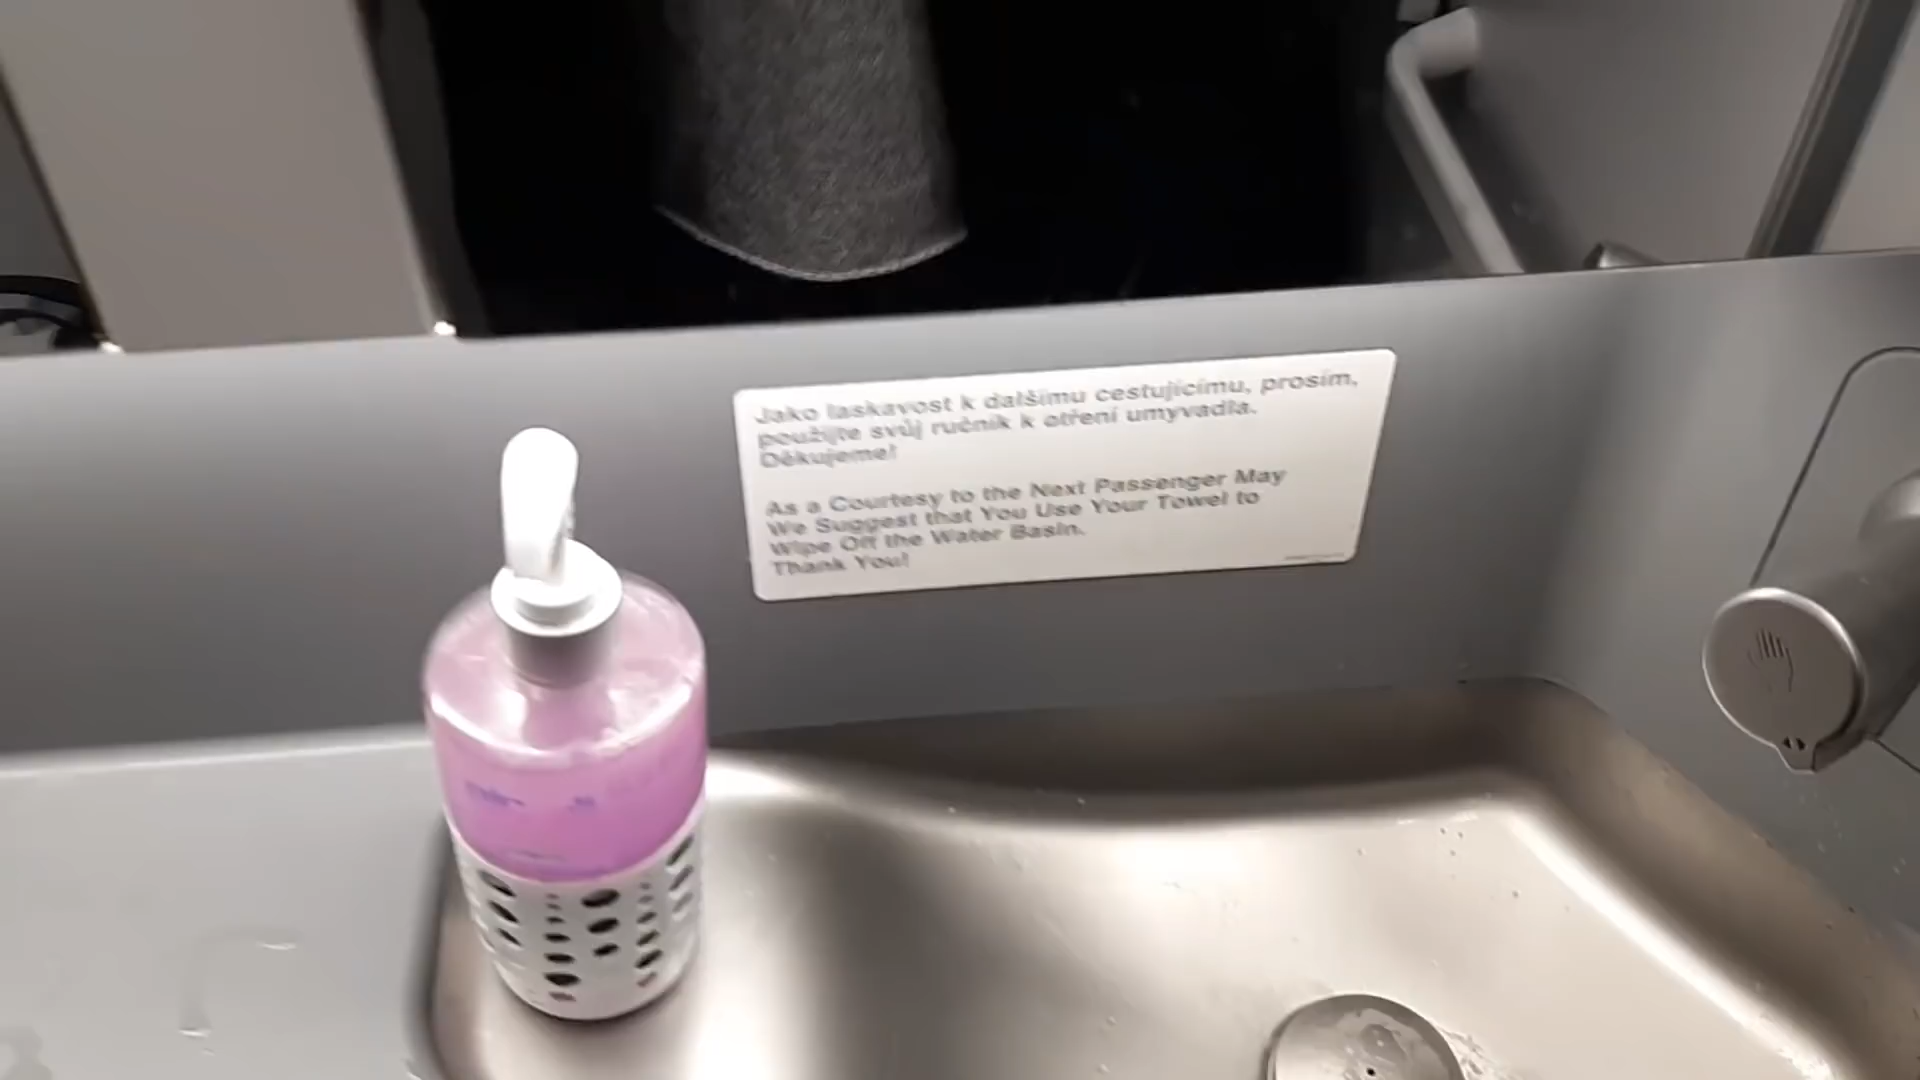 Jako laskavost k dalšímu cestujícímu, prosím,
použijte svůj ručník k otření umyvadla.
Děkujeme!
As a Courtesy to the Next Passenger May
We Suggest that You Use Your Towel to
Wipe Off the Water Basin.
Thank You!